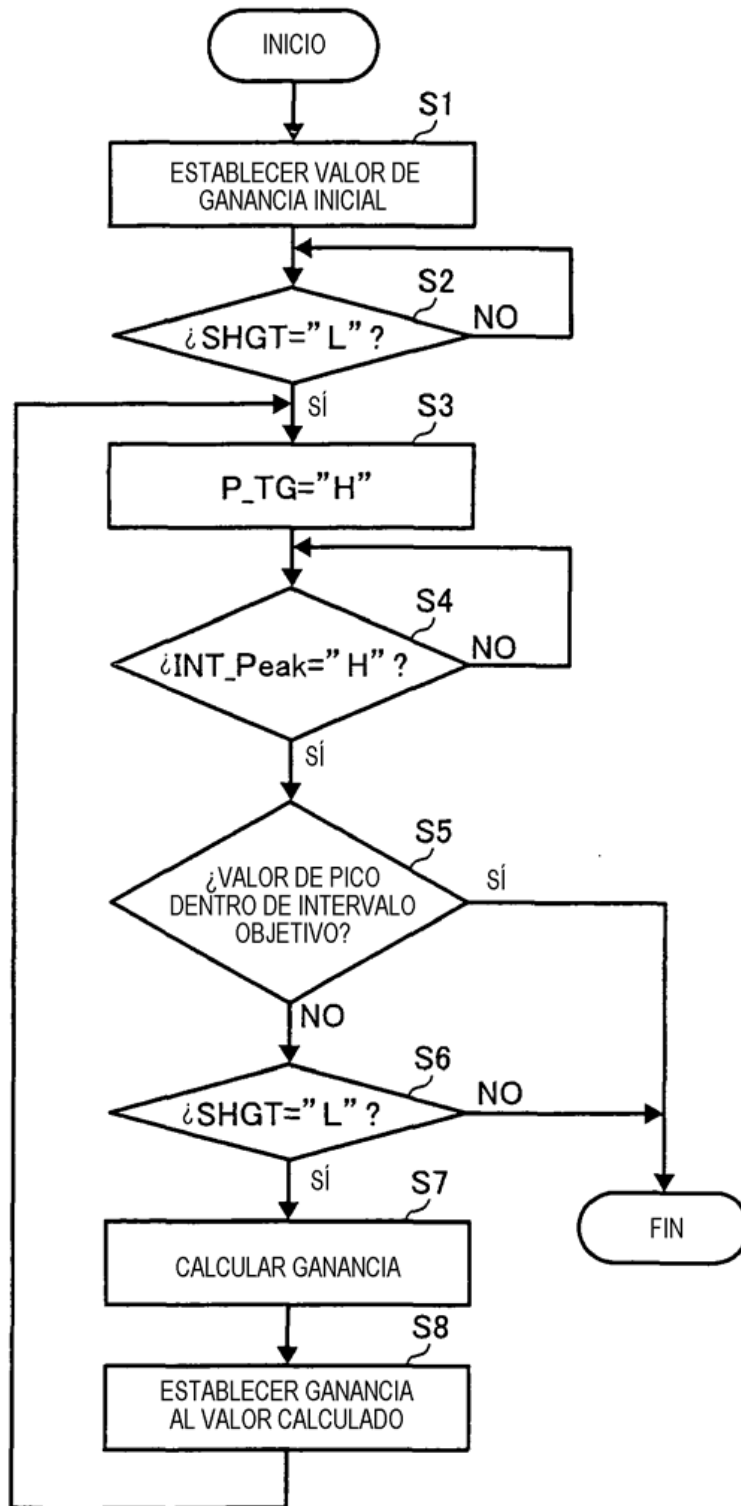 INICIO
S1
ESTABLECER VALOR DE
GANANCIA INICIAL
S2
¿SHGT="L"?
NO
SÍ
S3
P_TG="H"
S4
¿INT_Peak="H"?
NO
SÍ
S5
¿VALOR DE PICO
DENTRO DE INTERVALO
OBJETIVO?
SÍ
NO
S6
¿SHGT="L"?
NO
SÍ
S7
CALCULAR GANANCIA
FIN
S8
ESTABLECER GANANCIA
AL VALOR CALCULADO